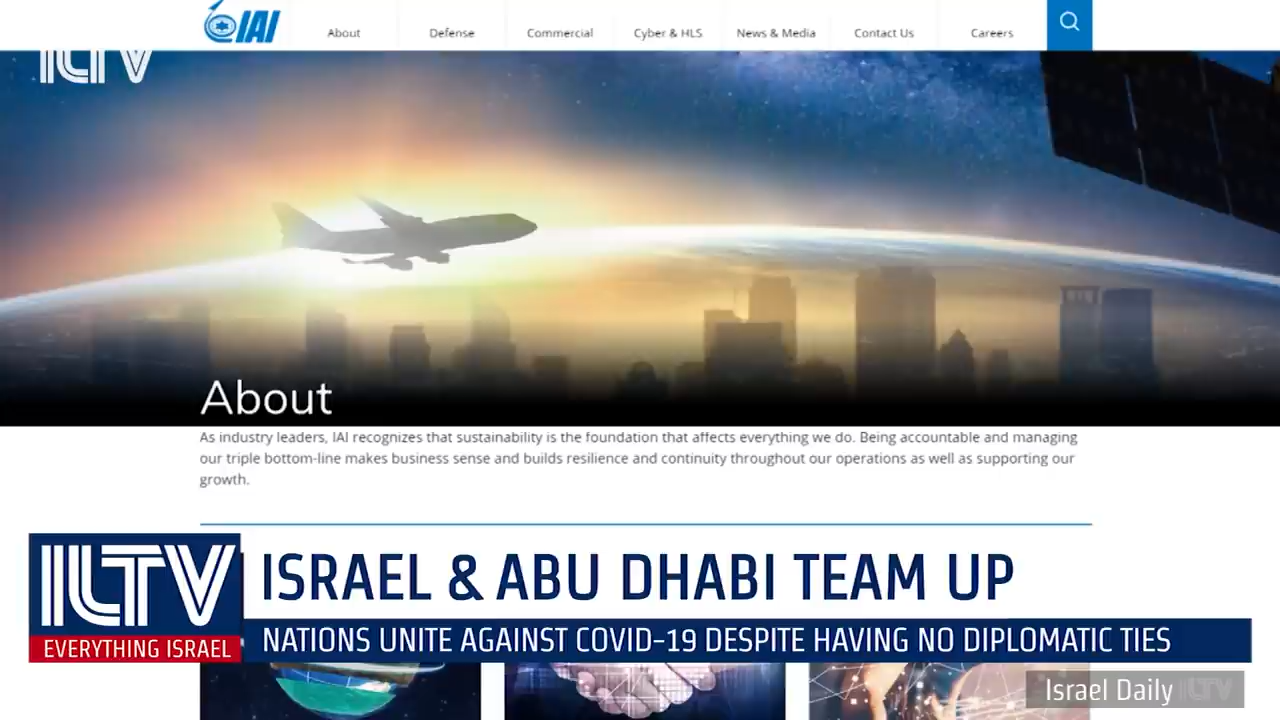 IAI
About
Defense
Commercial
Cyber & HLS
News & Media
Contact Us
Careers
ILTV
About
As industry leaders, IAI recognizes that sustainability is the foundation that affects everything we do. Being accountable and managing
our triple bottom-line makes business sense and builds resilience and continuity throughout our operations as well as supporting our
growth.
ILTV
EVERYTHING ISRAEL
ISRAEL & ABU DHABI TEAM UP
NATIONS UNITE AGAINST COVID-19 DESPITE HAVING NO DIPLOMATIC TIES
Israel Daily ILTV